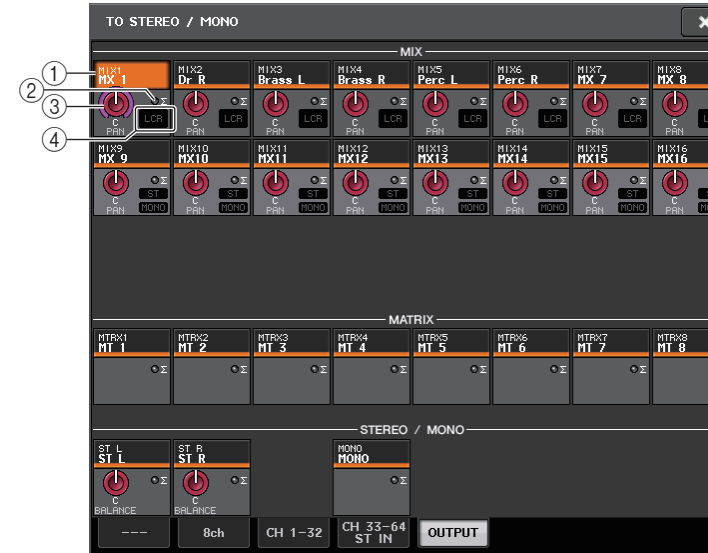 TO STEREO / MONO
MIX
MIX1 MIX2 MIX3 MIX4 MIX5 MIX6 MIX7 MIX8
MX 1 Dr R Brass L Brass R Perc L Perc R MX 7 MX 8
1
2
3
4
Σ Σ Σ Σ Σ Σ Σ
LCR LCR LCR LCR LCR LCR LCR
C C C C C C C C
PAN PAN PAN PAN PAN PAN PAN PAN
MIX9 MIX10 MIX11 MIX12 MIX13 MIX14 MIX15 MIX16
MX 9 MX10 MX11 MX12 MX13 MX14 MX15 MX16
Σ Σ Σ Σ Σ Σ Σ
ST ST ST ST ST ST ST
C C C C C C C C
PAN MONO PAN MONO PAN MONO PAN MONO PAN MONO PAN MONO PAN MONO PAN
MATRIX
MTRX1 MTRX2 MTRX3 MTRX4 MTRX5 MTRX6 MTRX7 MTRX8
MT 1 MT 2 MT 3 MT 4 MT 5 MT 6 MT 7 MT 8
Σ Σ Σ Σ Σ Σ Σ
STEREO / MONO
ST L ST R MONO
ST L ST R MONO
Σ Σ Σ
C C
BALANCE BALANCE
--- 8ch CH 1-32 CH 33-64 OUTPUT
ST IN